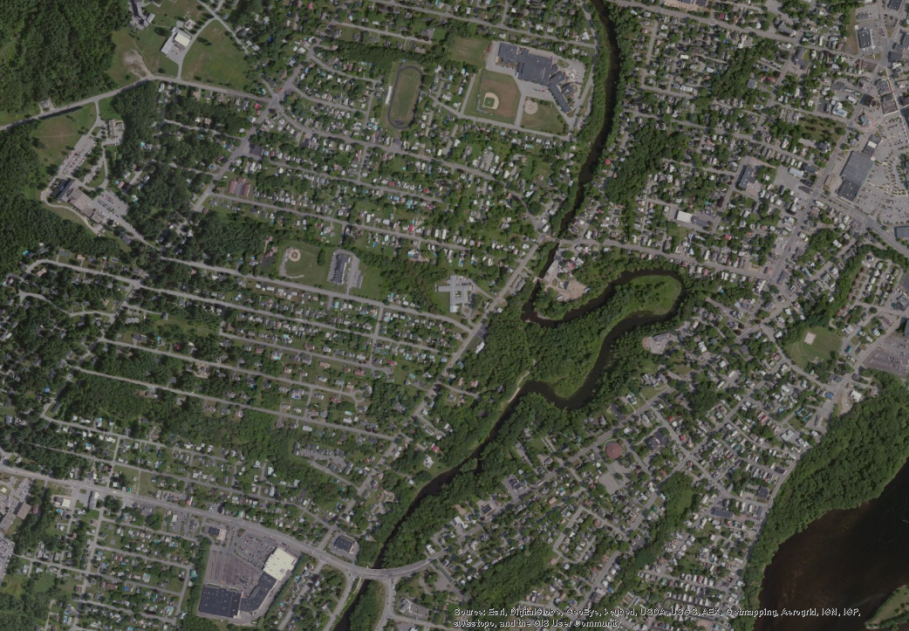 Source: Esri, DigitalGlobe, GeoEye, i-cubed, USDA, USGS, AEX, Getmapping, Aerogrid, IGN, IGP,
swisstopo, and the GIS User Community